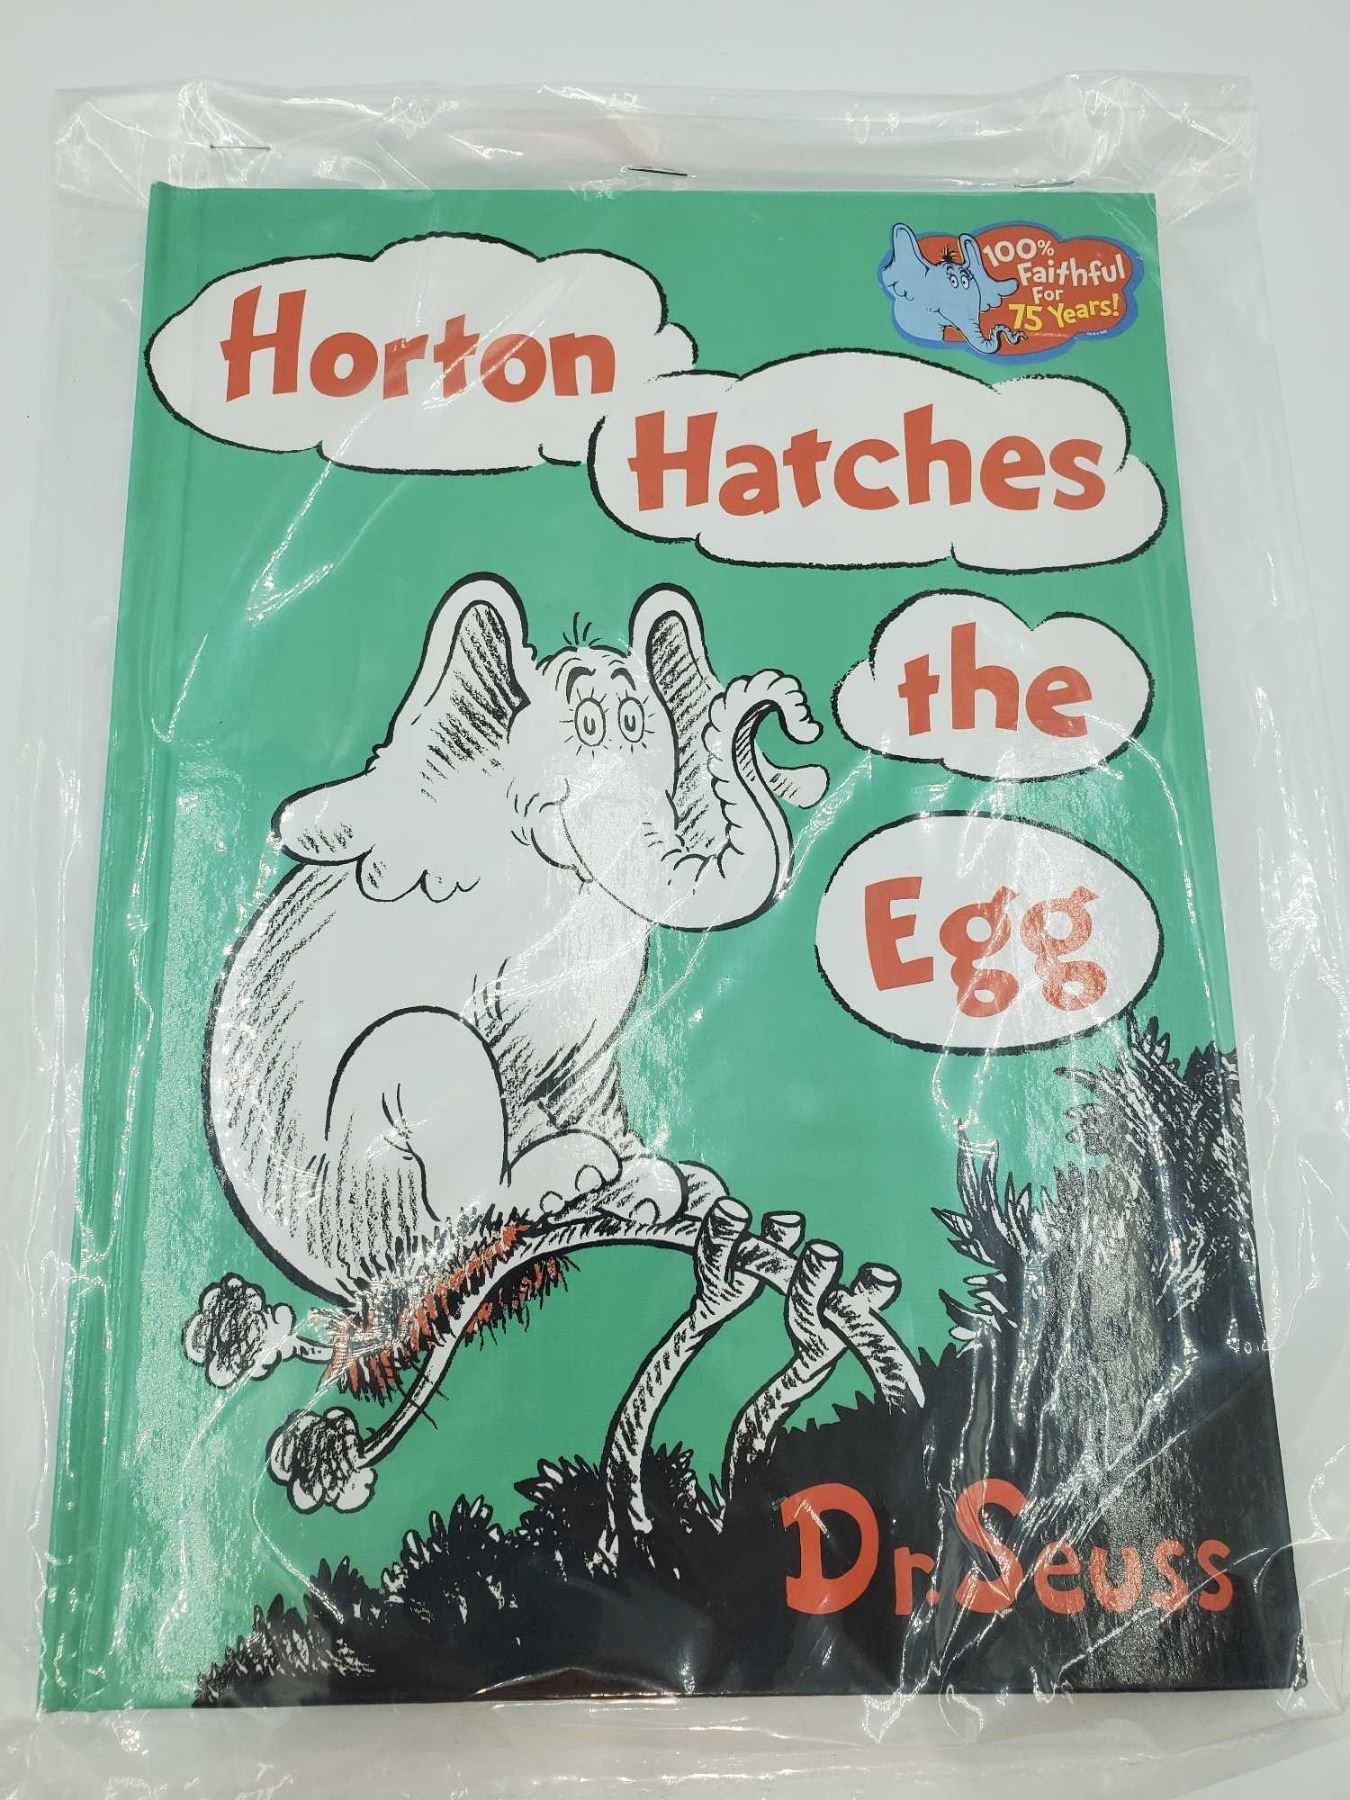 Horton
Hatches
the
Egg
100%
Faithful
For
75 Years!
Dr. Seuss